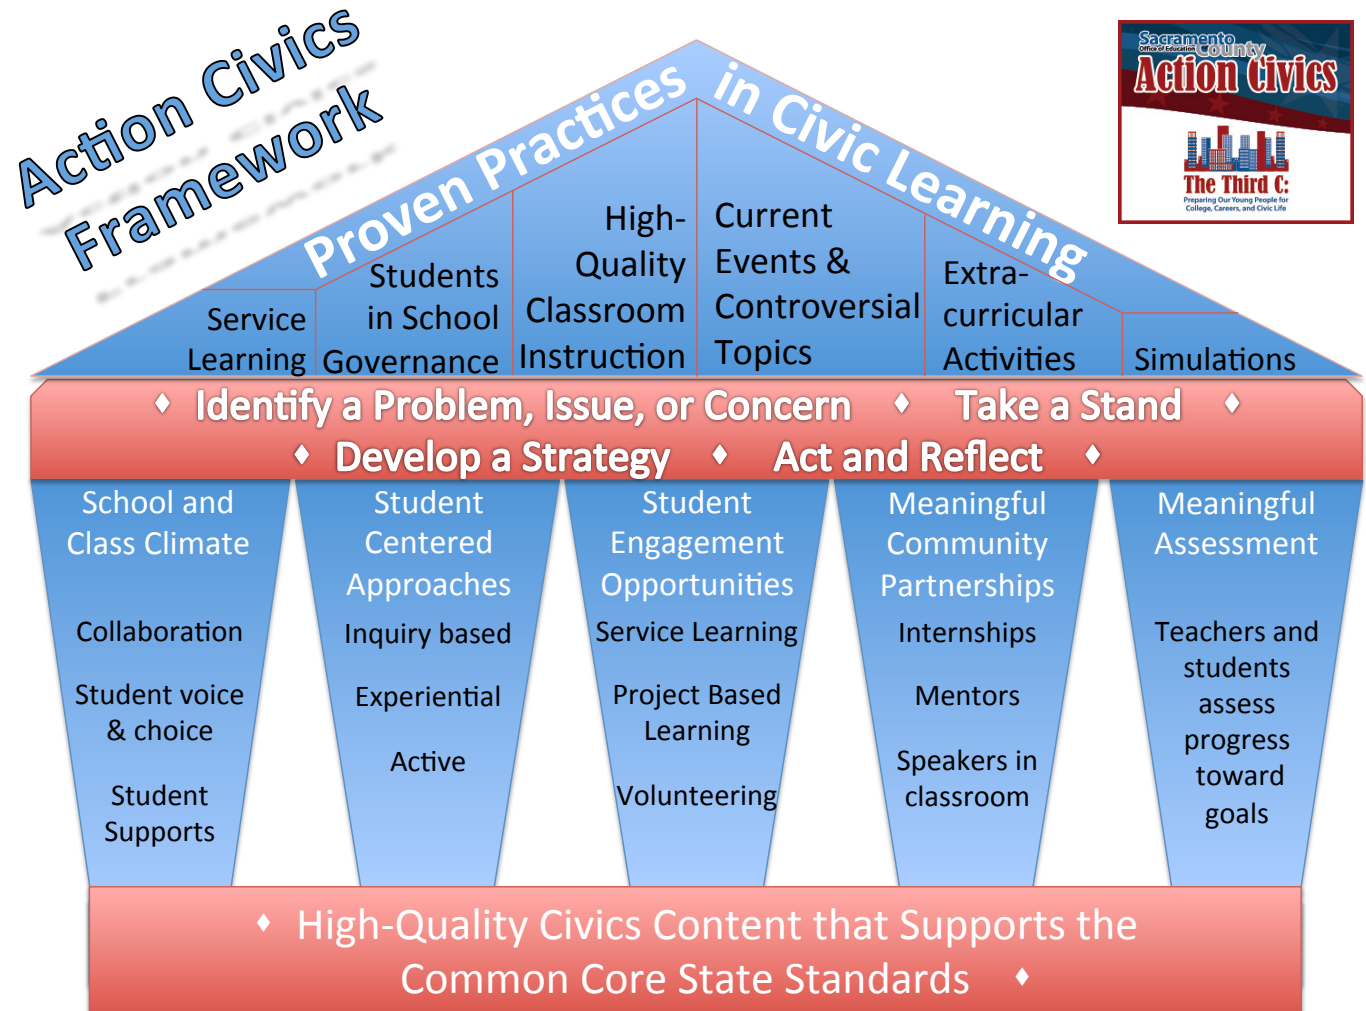 Action Civics
Framework
Sacramento
Office of Education County
Action Civics
The Third C:
Preparing Our Young People for
College, Careers, and Civic Life
Proven Practices in Civic Learning
Service
Learning
Students
in School
Governance
High-
Quality
Classroom
Instruction
Current
Events &
Controversial
Topics
Extra-
curricular
Activities
Simulations
♦ Identify a Problem, Issue, or Concern ♦ Take a Stand ♦
♦ Develop a Strategy ♦ Act and Reflect ♦
School and
Class Climate
Collaboration
Student voice
& choice
Student
Supports
Student
Centered
Approaches
Inquiry based
Experiential
Active
Student
Engagement
Opportunities
Service Learning
Project Based
Learning
Volunteering
Meaningful
Community
Partnerships
Internships
Mentors
Speakers in
classroom
Meaningful
Assessment
Teachers and
students
assess
progress
toward
goals
♦ High-Quality Civics Content that Supports the
Common Core State Standards ♦